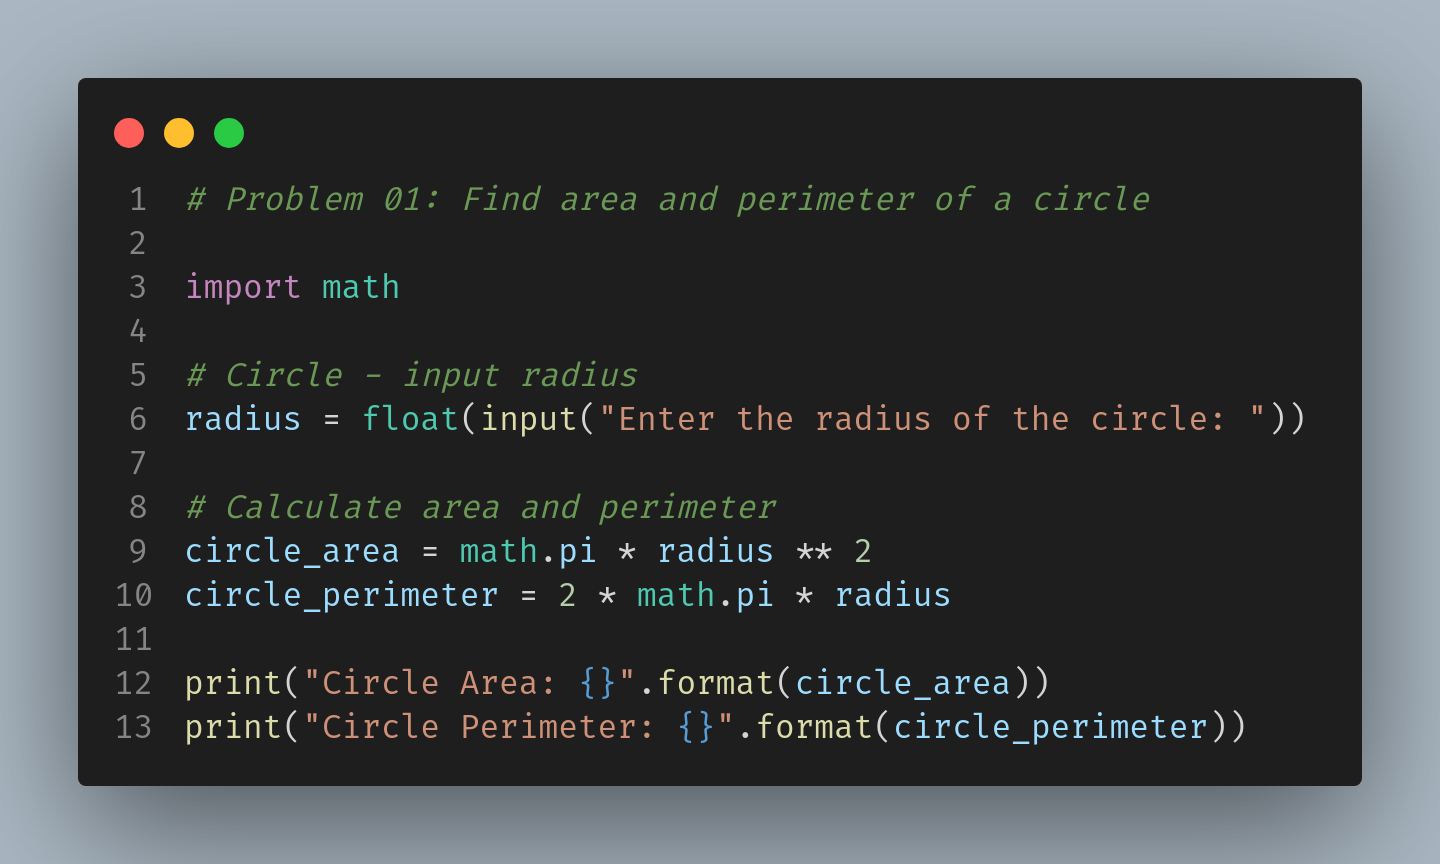 1 # Problem 01: Find area and perimeter of a circle
2
3 import math
4
5 # Circle - input radius
6 radius = float(input("Enter the radius of the circle: "))
7
8 # Calculate area and perimeter
9 circle_area = math.pi * radius ** 2
10 circle_perimeter = 2 * math.pi * radius
11
12 print("Circle Area: {}".format(circle_area))
13 print("Circle Perimeter: {}".format(circle_perimeter))